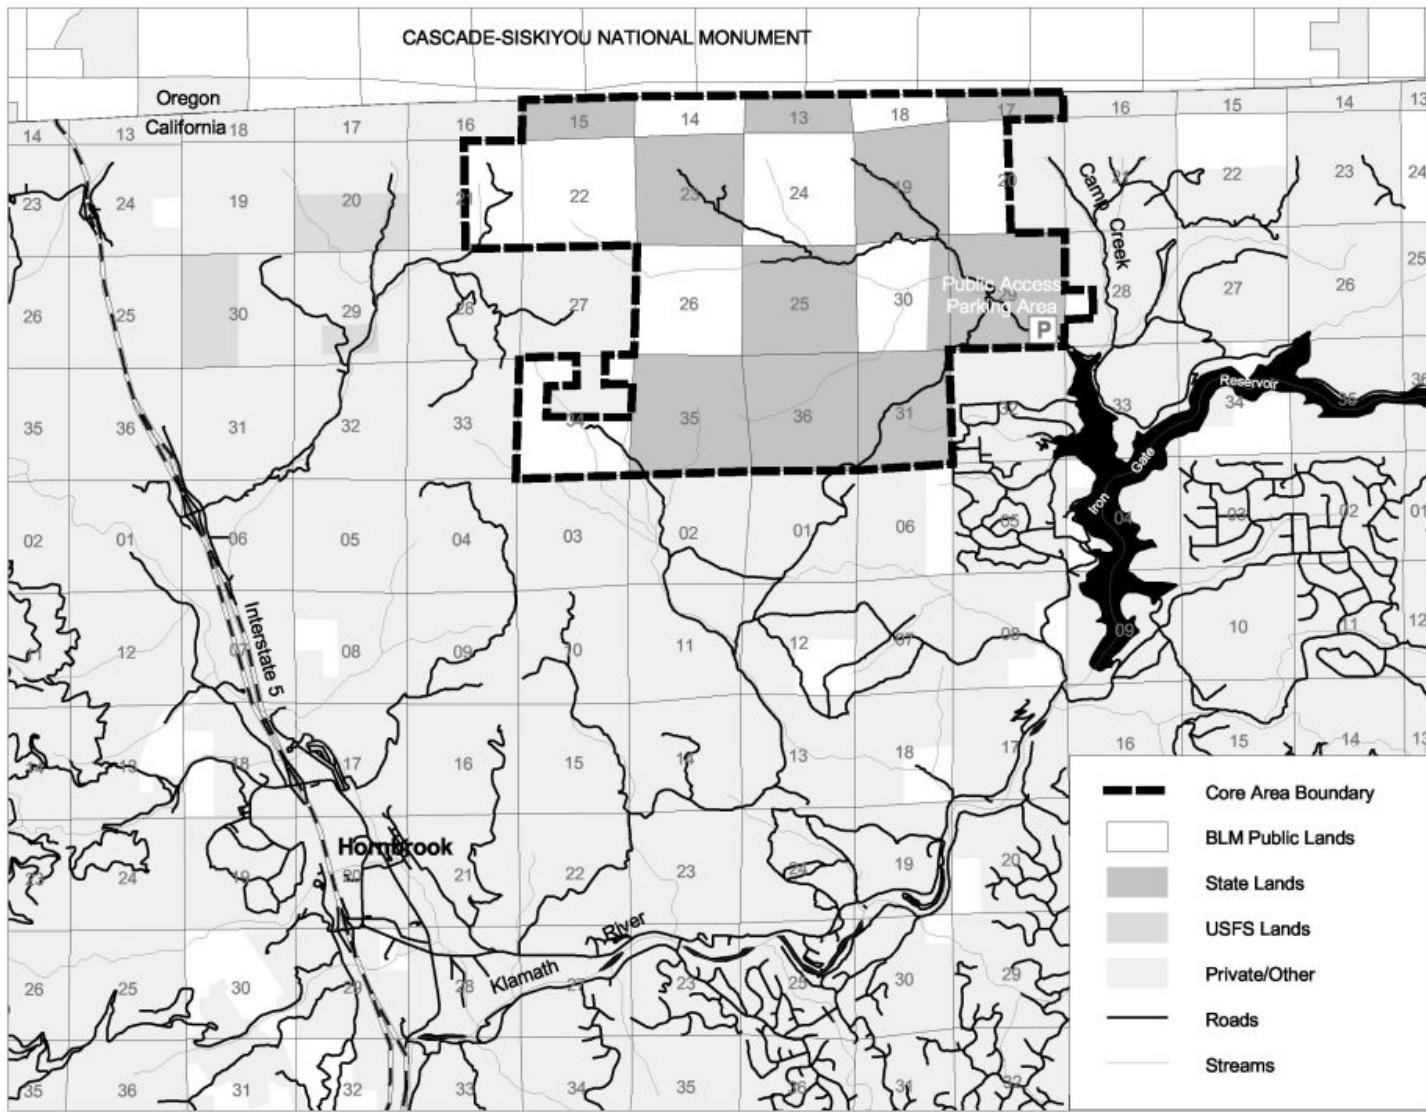 CASCADE-SISKIYOU NATIONAL MONUMENT
Oregon
California
14 13 18 17 16 15 14 13 18 17 16 15 14 13
23 24 19 20 21 22 23 24 19 20 21 22 23 24
Camp Creek
26 25 30 29 28 27 26 25 30 29 28 27 26 25
Public Access
Parking Area
P
35 36 31 32 33 34 35 36 31 32 33 34 35 36
Reservoir
Gate
Iron
02 01 06 05 04 03 02 01 06 05 04 03 02 01
Interstate 5
11 12 07 08 09 10 11 12 07 08 09 10 11 12
14 13 18 17 16 15 14 13 18 17 16 15 14 13
Hornbrook
23 24 19 20 21 22 23 24 19 20
River
Klamath
26 25 30 29 28 27 23 25 30 29
35 36 31 32 33 34 35 36 31 32
Core Area Boundary
BLM Public Lands
State Lands
USFS Lands
Private/Other
Roads
Streams